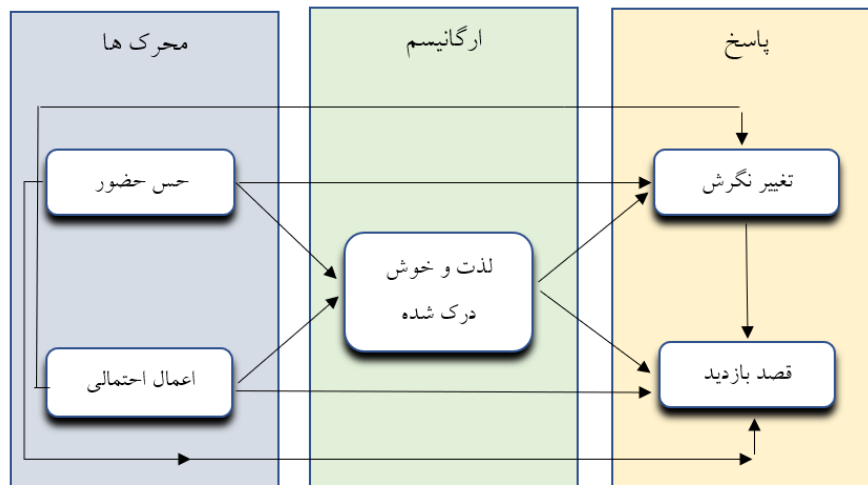 پاسخ
ارگانیسم
محرک ها
تغییر نگرش
حس حضور
لذت و خوش
درک شده
قصد بازدید
اعمال احتمالی